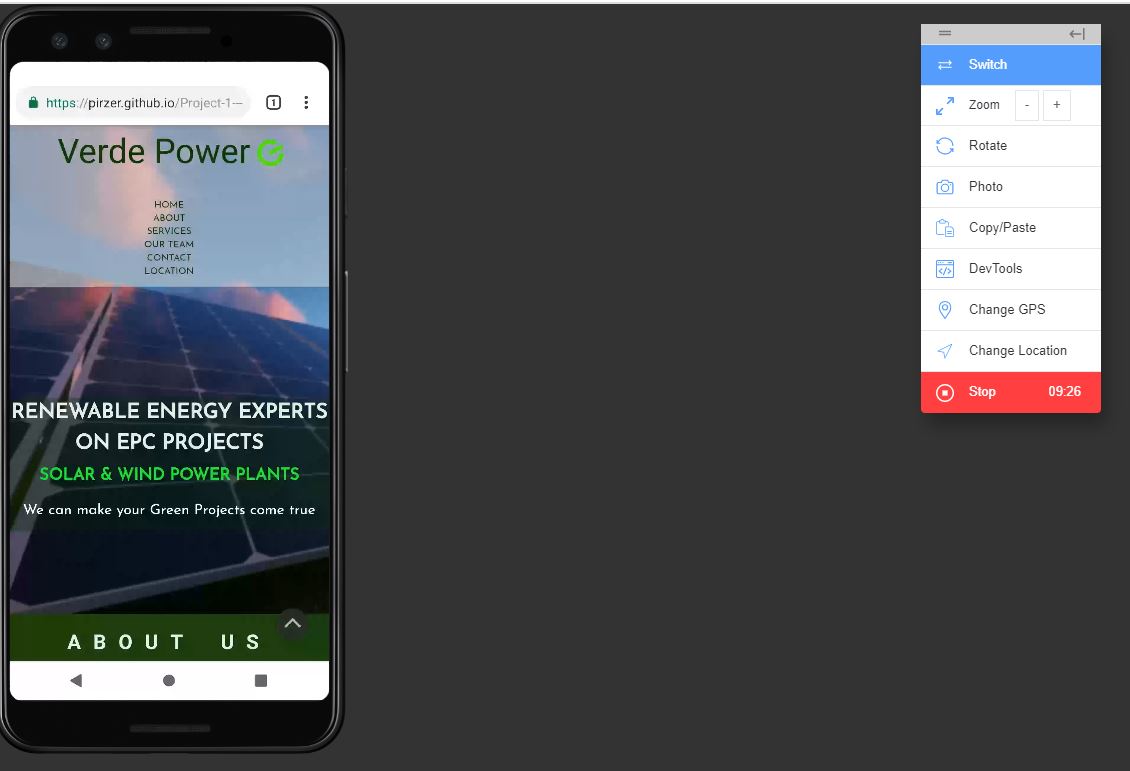 https://pirzer.github.io/Project-1--
1
Verde Power
HOME
ABOUT
SERVICES
OUR TEAM
CONTACT
LOCATION
RENEWABLE ENERGY EXPERTS
ON EPC PROJECTS
SOLAR & WIND POWER PLANTS
We can make your Green Projects come true
ABOUT US
Switch
Zoom - +
Rotate
Photo
Copy/Paste
DevTools
Change GPS
Change Location
Stop 09:26